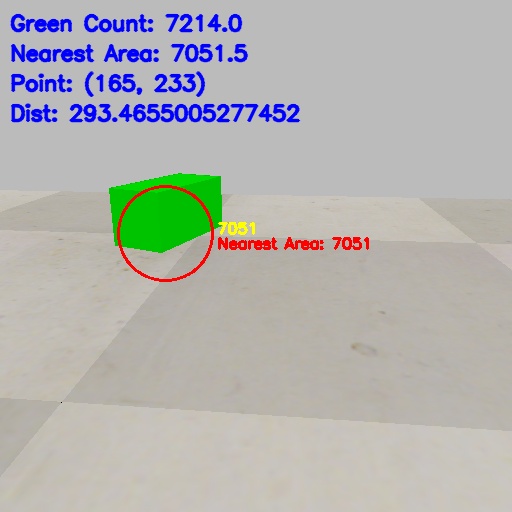 Green Count: 7214.0
Nearest Area: 7051.5
Point: (165, 233)
Dist: 293.4655005277452
7051
Nearest Area: 7051